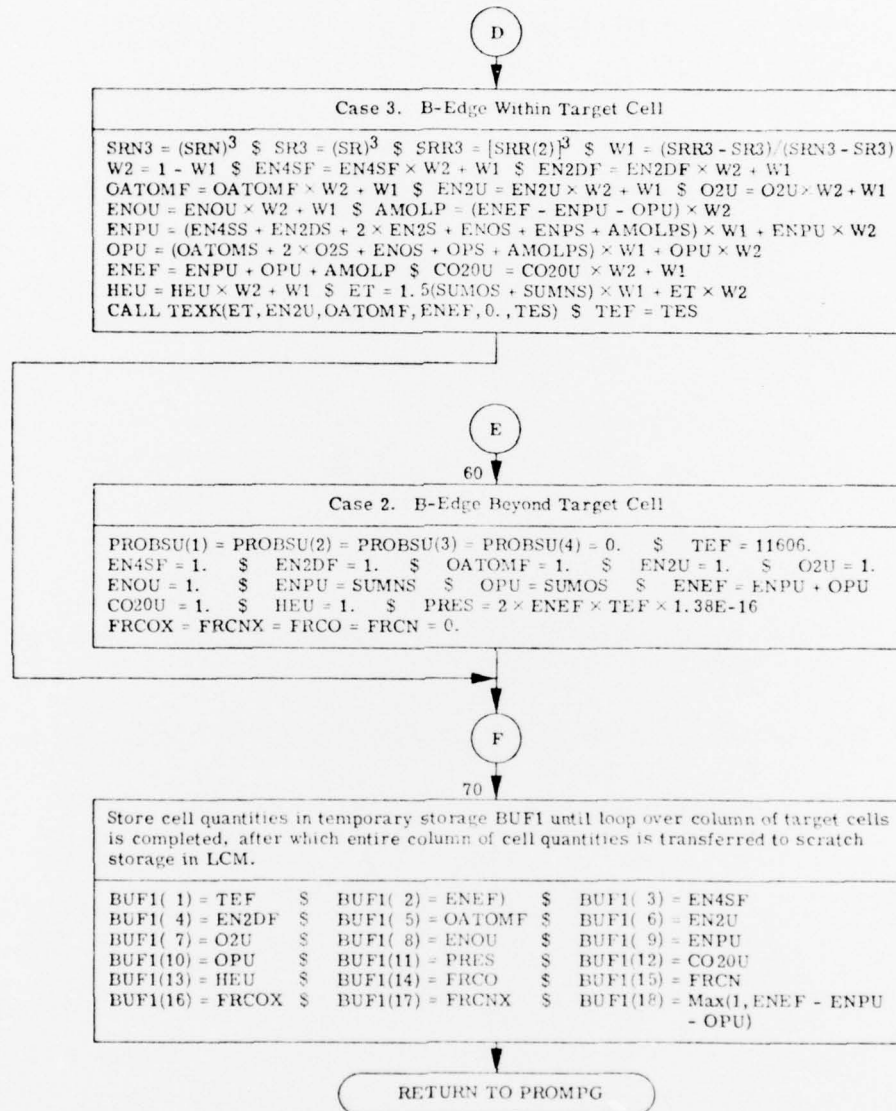 D
Case 3. B-Edge Within Target Cell
SRN3 = (SRN)³ $ SR3 = (SR)³ $ SRR3 = [SRR(2)]³ $ W1 = (SRR3 - SR3)/(SRN3 - SR3)
W2 = 1 - W1 $ EN4SF = EN4SF × W2 + W1 $ EN2DF = EN2DF × W2 + W1
OATOMF = OATOMF × W2 + W1 $ EN2U = EN2U × W2 + W1 $ O2U = O2U × W2 + W1
ENOU = ENOU × W2 + W1 $ AMOLP = (ENEF - ENPU - OPU) × W2
ENPU = (EN4SS + EN2DS + 2 × EN2S + ENOS + ENPS + AMOLPS) × W1 + ENPU × W2
OPU = (OATOMS + 2 × O2S + ENOS + OPS + AMOLPS) × W1 + OPU × W2
ENEF = ENPU + OPU + AMOLP $ CO20U = CO20U × W2 + W1
HEU = HEU × W2 + W1 $ ET = 1.5(SUMOS + SUMNS) × W1 + ET × W2
CALL TEXK(ET, EN2U, OATOMF, ENEF, 0., TES) $ TEF = TES
E
60
Case 2. B-Edge Beyond Target Cell
PROBSU(1) = PROBSU(2) = PROBSU(3) = PROBSU(4) = 0. $ TEF = 11606.
EN4SF = 1. $ EN2DF = 1. $ OATOMF = 1. $ EN2U = 1. $ O2U = 1.
ENOU = 1. $ ENPU = SUMNS $ OPU = SUMOS $ ENEF = ENPU + OPU
CO20U = 1. $ HEU = 1. $ PRES = 2 × ENEF × TEF × 1.38E-16
FRCOX = FRCNX = FRCO = FRCN = 0.
F
70
Store cell quantities in temporary storage BUF1 until loop over column of target cells
is completed, after which entire column of cell quantities is transferred to scratch
storage in LCM.
BUF1( 1) = TEF $ BUF1( 2) = ENEF) $ BUF1( 3) = EN4SF
BUF1( 4) = EN2DF $ BUF1( 5) = OATOMF $ BUF1( 6) = EN2U
BUF1( 7) = O2U $ BUF1( 8) = ENOU $ BUF1( 9) = ENPU
BUF1(10) = OPU $ BUF1(11) = PRES $ BUF1(12) = CO20U
BUF1(13) = HEU $ BUF1(14) = FRCO $ BUF1(15) = FRCN
BUF1(16) = FRCOX $ BUF1(17) = FRCNX $ BUF1(18) = Max(1, ENEF - ENPU
- OPU)
RETURN TO PROMPG